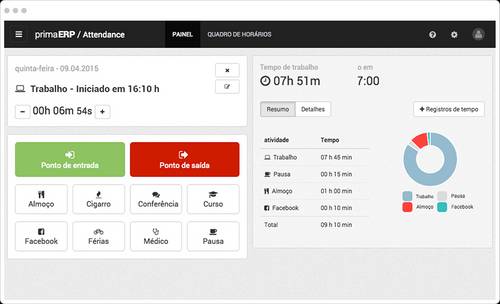 primaERP / Attendance
PAINEL
QUADRO DE HORÁRIOS
quinta-feira - 09.04.2015
Trabalho - Iniciado em 16:10 h
00h 06m 54s
Ponto de entrada
Ponto de saída
Almoço
Cigarro
Conferência
Curso
Facebook
Férias
Médico
Pausa
Tempo de trabalho
o em
07h 51m
7:00
Resumo
Detalhes
+ Registros de tempo
atividade Tempo
Trabalho 07 h 45 min
Pausa 00 h 15 min
Almoço 01 h 00 min
Facebook 00 h 10 min
Total 09 h 10 min
Trabalho
Pausa
Almoço
Facebook